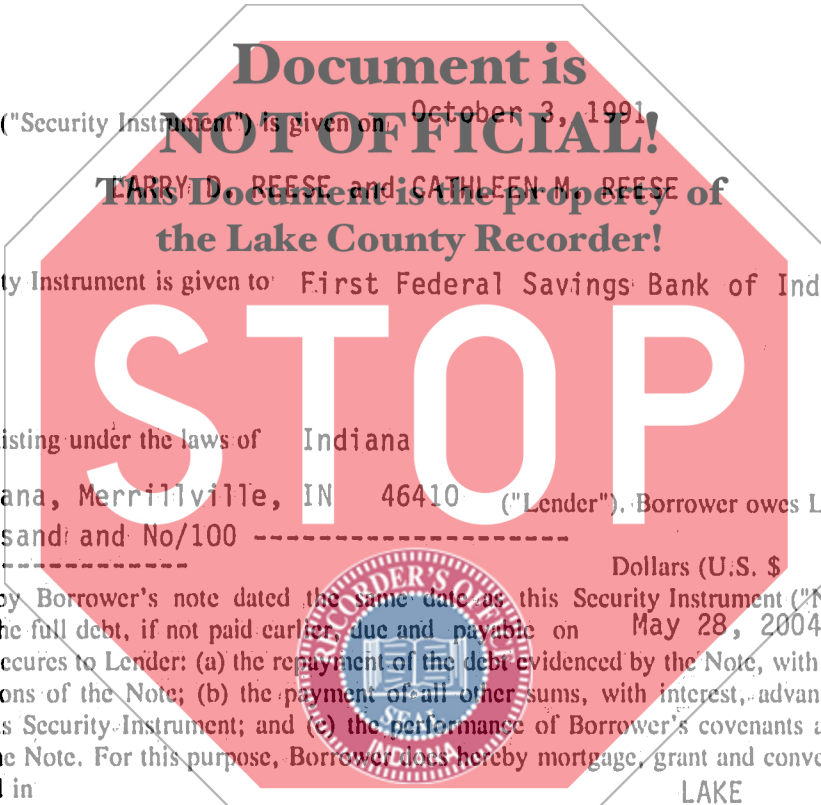 Document is
("Security Instrument") is given on October 3, 1991
NOT OFFICIAL!
LARRY D. REESE and CATHLEEN M. REESE
This Document is the property of
the Lake County Recorder!
ty Instrument is given to First Federal Savings Bank of Ind
STOP
isting under the laws of Indiana
ana, Merrillville, IN 46410 ("Lender"). Borrower owes L
sand and No/100 ---------------------
------------
Dollars (U.S. $
by Borrower's note dated the same date as this Security Instrument ("N
he full debt, if not paid earlier, due and payable on May 28, 2004
ecures to Lender: (a) the repayment of the debt evidenced by the Note, with
ons of the Note; (b) the payment of all other sums, with interest, advan
s Security Instrument; and (c) the performance of Borrower's covenants a
e Note. For this purpose, Borrower does hereby mortgage, grant and conve
d in LAKE
RECORDER'S OFFICE
SEAL
INDIANA